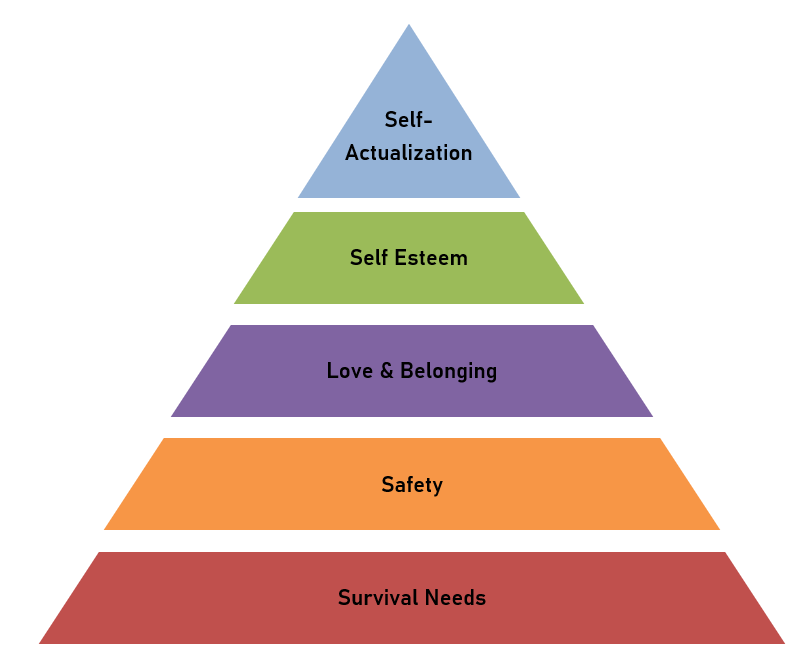 Self-
Actualization
Self Esteem
Love & Belonging
Safety
Survival Needs